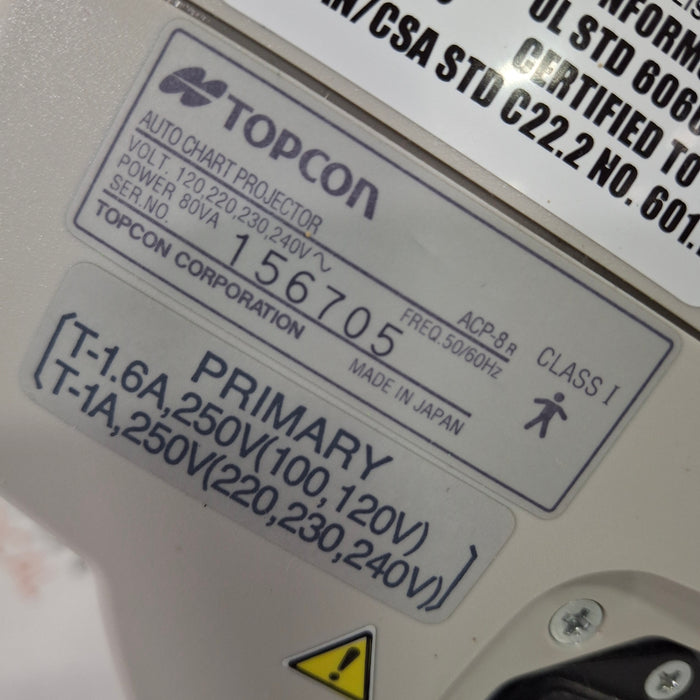 INFORM
UL STD 606
CERTIFIED TO
N/CSA STD C22.2 NO. 601.
TOPCON
AUTO CHART PROJECTOR
ACP-8R CLASS I
VOLT. 120 220,230,240V~
FREQ.50/60Hz
POWER 80VA
SER.NO. 156705
TOPCON CORPORATION
MADE IN JAPAN
PRIMARY
T-1.6A,250V(100,120V)
T-1A,250V(220,230,240V)